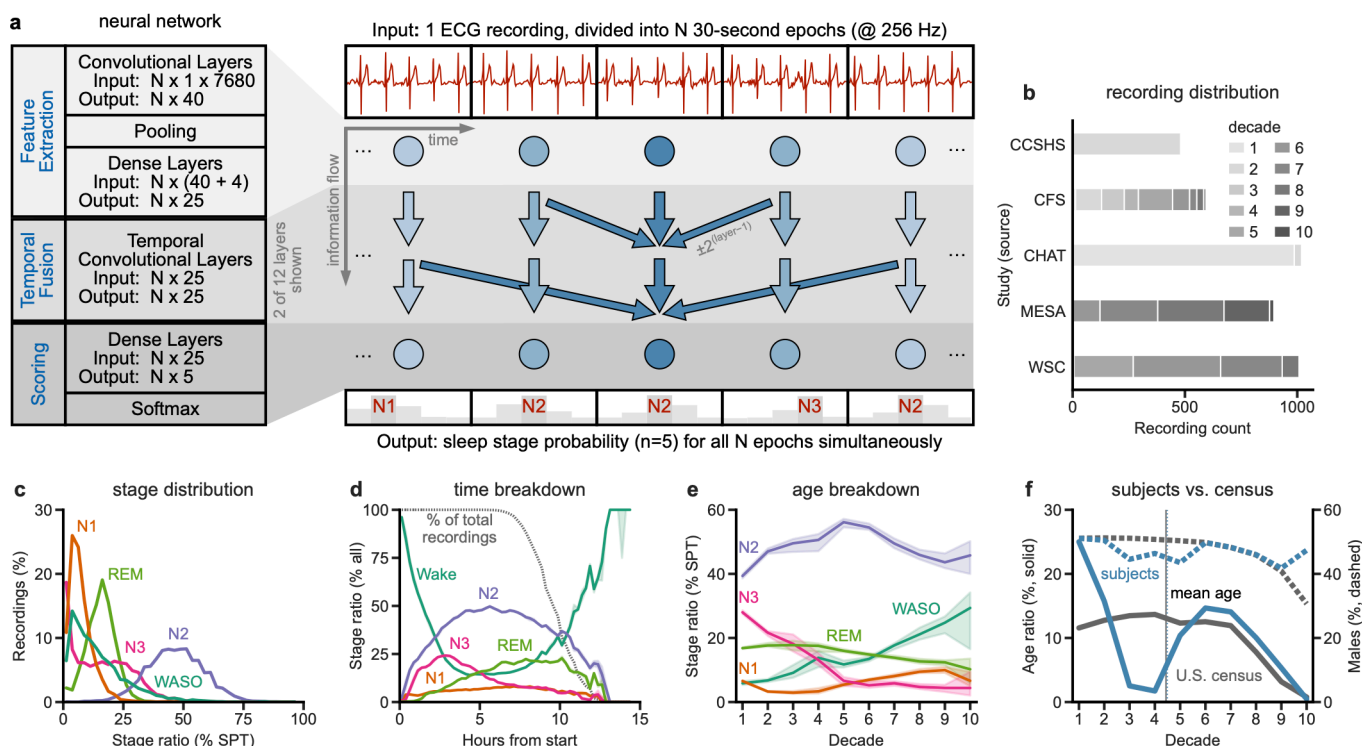 a
neural network
Feature
Extraction
Convolutional Layers
Input: N x 1 x 7680
Output: N x 40
Pooling
Dense Layers
Input: N x (40 + 4)
Output: N x 25
Temporal
Fusion
Temporal
Convolutional Layers
Input: N x 25
Output: N x 25
Scoring
Dense Layers
Input: N x 25
Output: N x 5
Softmax
2 of 12 layers
shown
Input: 1 ECG recording, divided into N 30-second epochs (@ 256 Hz)
time
information flow
...
...
...
...
±2(layer−1)
...
...
N1
N2
N2
N3
N2
Output: sleep stage probability (n=5) for all N epochs simultaneously
b
recording distribution
Study (source)
CCSHS
CFS
CHAT
MESA
WSC
decade
1
2
3
4
5
6
7
8
9
10
0
500
1000
Recording count
c
stage distribution
Recordings (%)
30
20
10
0
N1
REM
N3
N2
WASO
0
25
50
75
100
Stage ratio (% SPT)
d
time breakdown
Stage ratio (% all)
100
75
50
25
0
% of total
recordings
Wake
N2
N3
REM
N1
0
5
10
15
Hours from start
e
age breakdown
Stage ratio (% SPT)
60
40
20
0
N2
N3
WASO
REM
N1
1
2
3
4
5
6
7
8
9
10
Decade
f
subjects vs. census
Age ratio (%, solid)
30
20
10
0
subjects
mean age
U.S. census
60
40
20
0
Males (%, dashed)
1
2
3
4
5
6
7
8
9
10
Decade